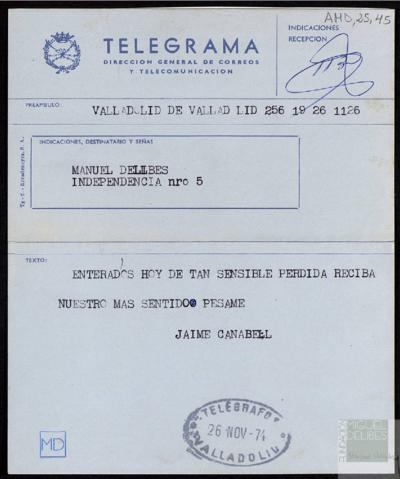 AMD,25,45
TELEGRAMA
DIRECCION GENERAL DE CORREOS
Y TELECOMUNICACION
INDICACIONES
RECEPCION
PREAMBULO:
VALLADOLID DE VALLAD LID 256 19 26 1126
INDICACIONES, DESTINATARIO Y SEÑAS
MANUEL DELLBES
INDEPENDENCIA nro 5
TEXTO:
ENTERADOS HOY DE TAN SENSIBLE PERDIDA RECIBA
NUESTRO MAS SENTIDO PESAME
JAIME CANABELL
TELEGRAFOS
26 NOV-74
VALLADOLID
MD
FUNDACIÓN
MIGUEL
DELIBES